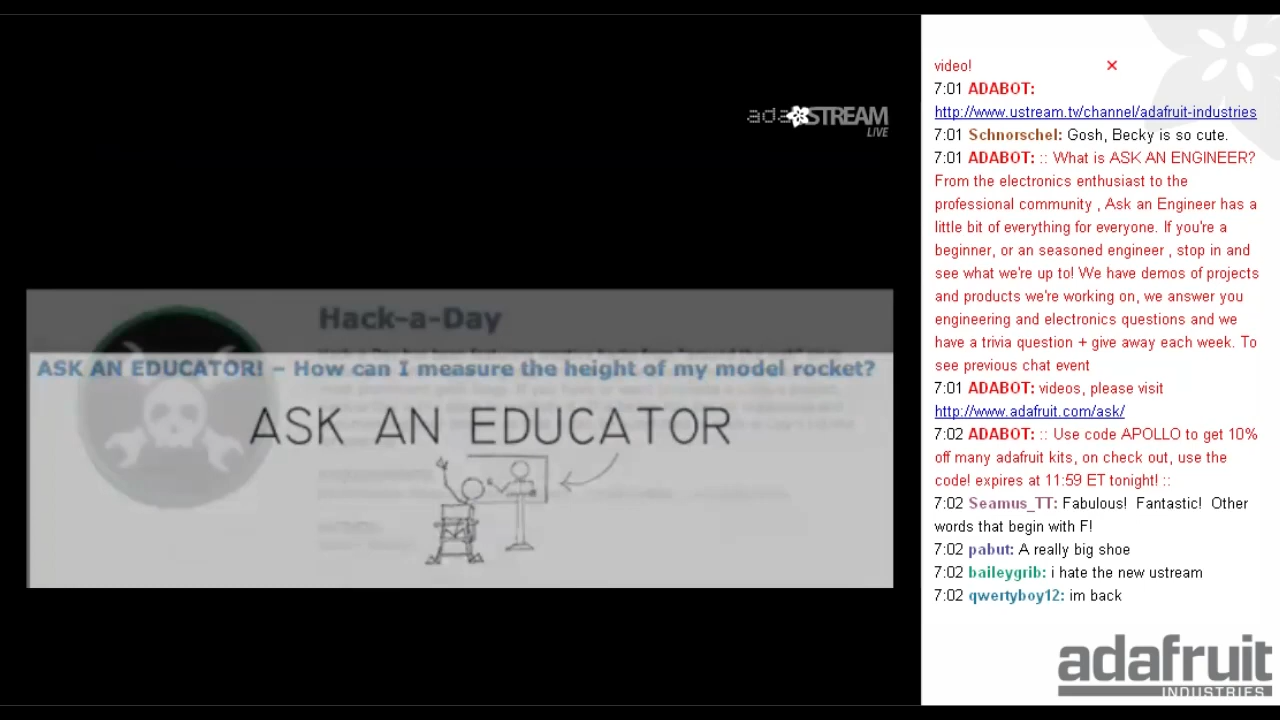 adaSTREAM
LIVE
Hack-a-Day
ASK AN EDUCATOR! – How can I measure the height of my model rocket?
ASK AN EDUCATOR
video!
7:01 ADABOT:
http://www.ustream.tv/channel/adafruit-industries
7:01 Schnorschel: Gosh, Becky is so cute.
7:01 ADABOT: :: What is ASK AN ENGINEER?
From the electronics enthusiast to the
professional community , Ask an Engineer has a
little bit of everything for everyone. If you're a
beginner, or an seasoned engineer , stop in and
see what we're up to! We have demos of projects
and products we're working on, we answer you
engineering and electronics questions and we
have a trivia question + give away each week. To
see previous chat event
7:01 ADABOT: videos, please visit
http://www.adafruit.com/ask/
7:02 ADABOT: :: Use code APOLLO to get 10%
off many adafruit kits, on check out, use the
code! expires at 11:59 ET tonight! ::
7:02 Seamus_TT: Fabulous! Fantastic! Other
words that begin with F!
7:02 pabut: A really big shoe
7:02 baileygrib: i hate the new ustream
7:02 qwertyboy12: im back
adafruit
INDUSTRIES